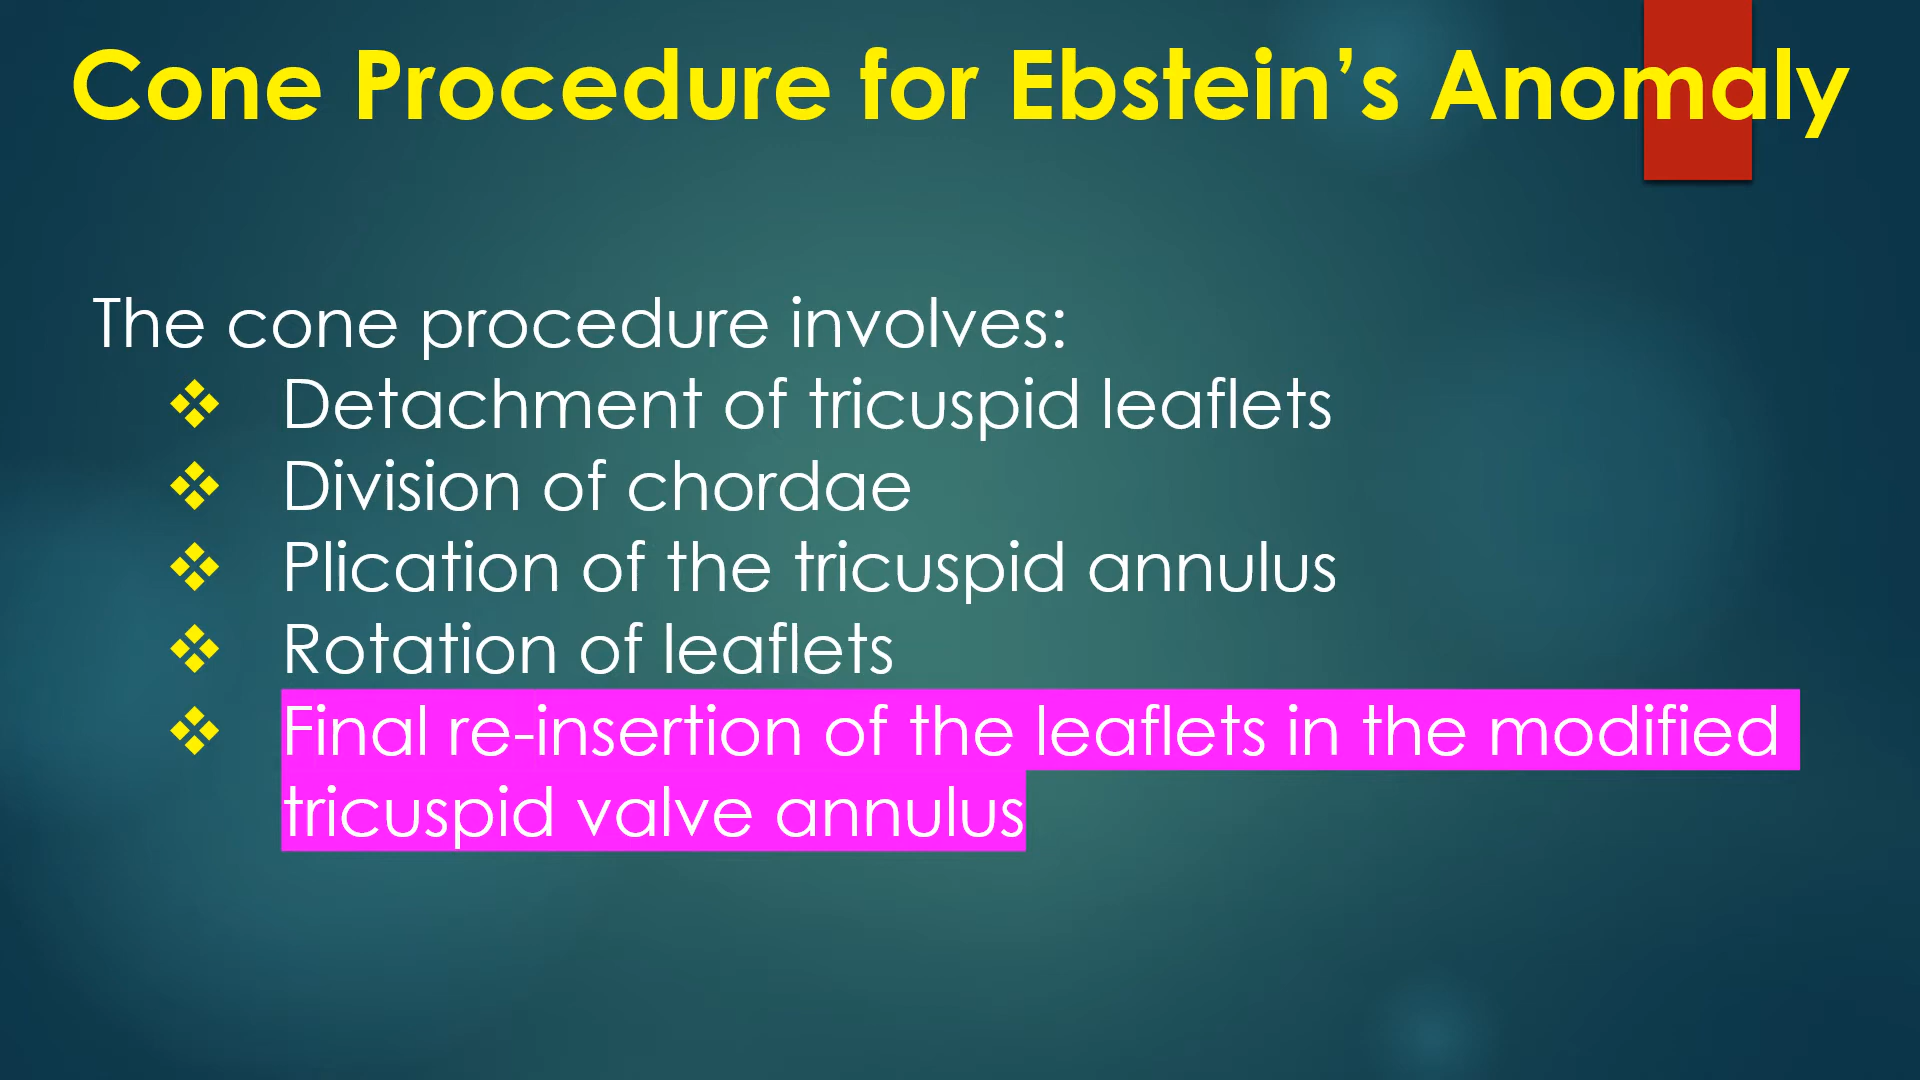 Cone Procedure for Ebstein’s Anomaly
The cone procedure involves:
❖ Detachment of tricuspid leaflets
❖ Division of chordae
❖ Plication of the tricuspid annulus
❖ Rotation of leaflets
❖ Final re-insertion of the leaflets in the modified
tricuspid valve annulus